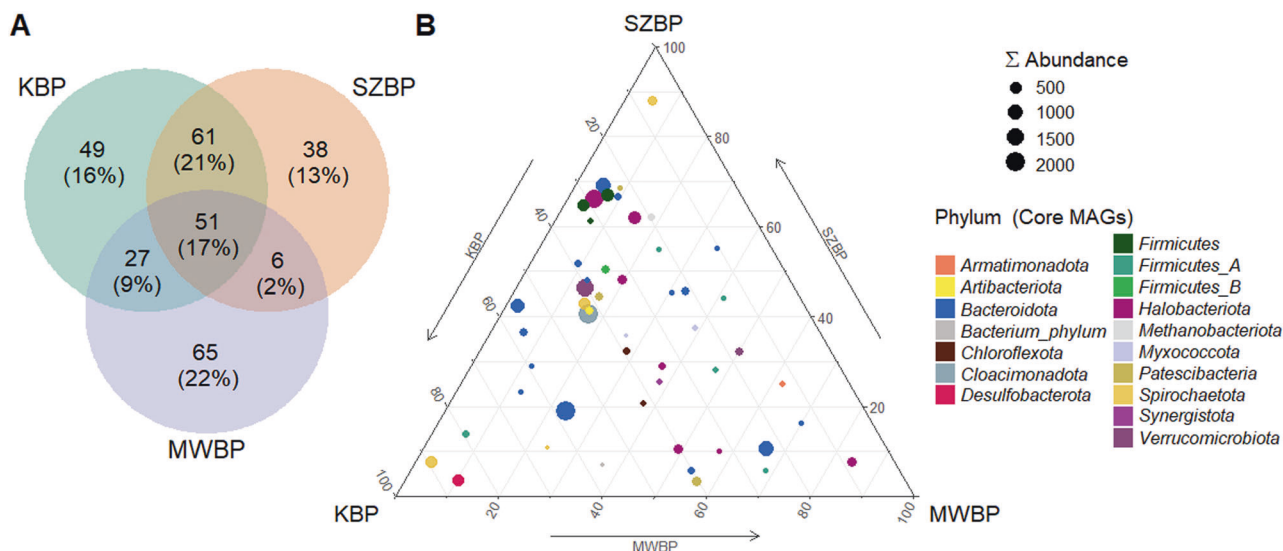 A
KBP
SZBP
49
(16%)
61
(21%)
38
(13%)
51
(17%)
27
(9%)
6
(2%)
65
(22%)
MWBP
B
SZBP
100
80
60
40
20
SZBP
20
40
60
80
100
KBP
KBP
20
40
60
80
100
MWBP
MWBP
Σ Abundance
500
1000
1500
2000
Phylum (Core MAGs)
Armatimonadota
Artibacteriota
Bacteroidota
Bacterium_phylum
Chloroflexota
Cloacimonadota
Desulfobacterota
Firmicutes
Firmicutes_A
Firmicutes_B
Halobacteriota
Methanobacteriota
Myxococcota
Patescibacteria
Spirochaetota
Synergistota
Verrucomicrobiota